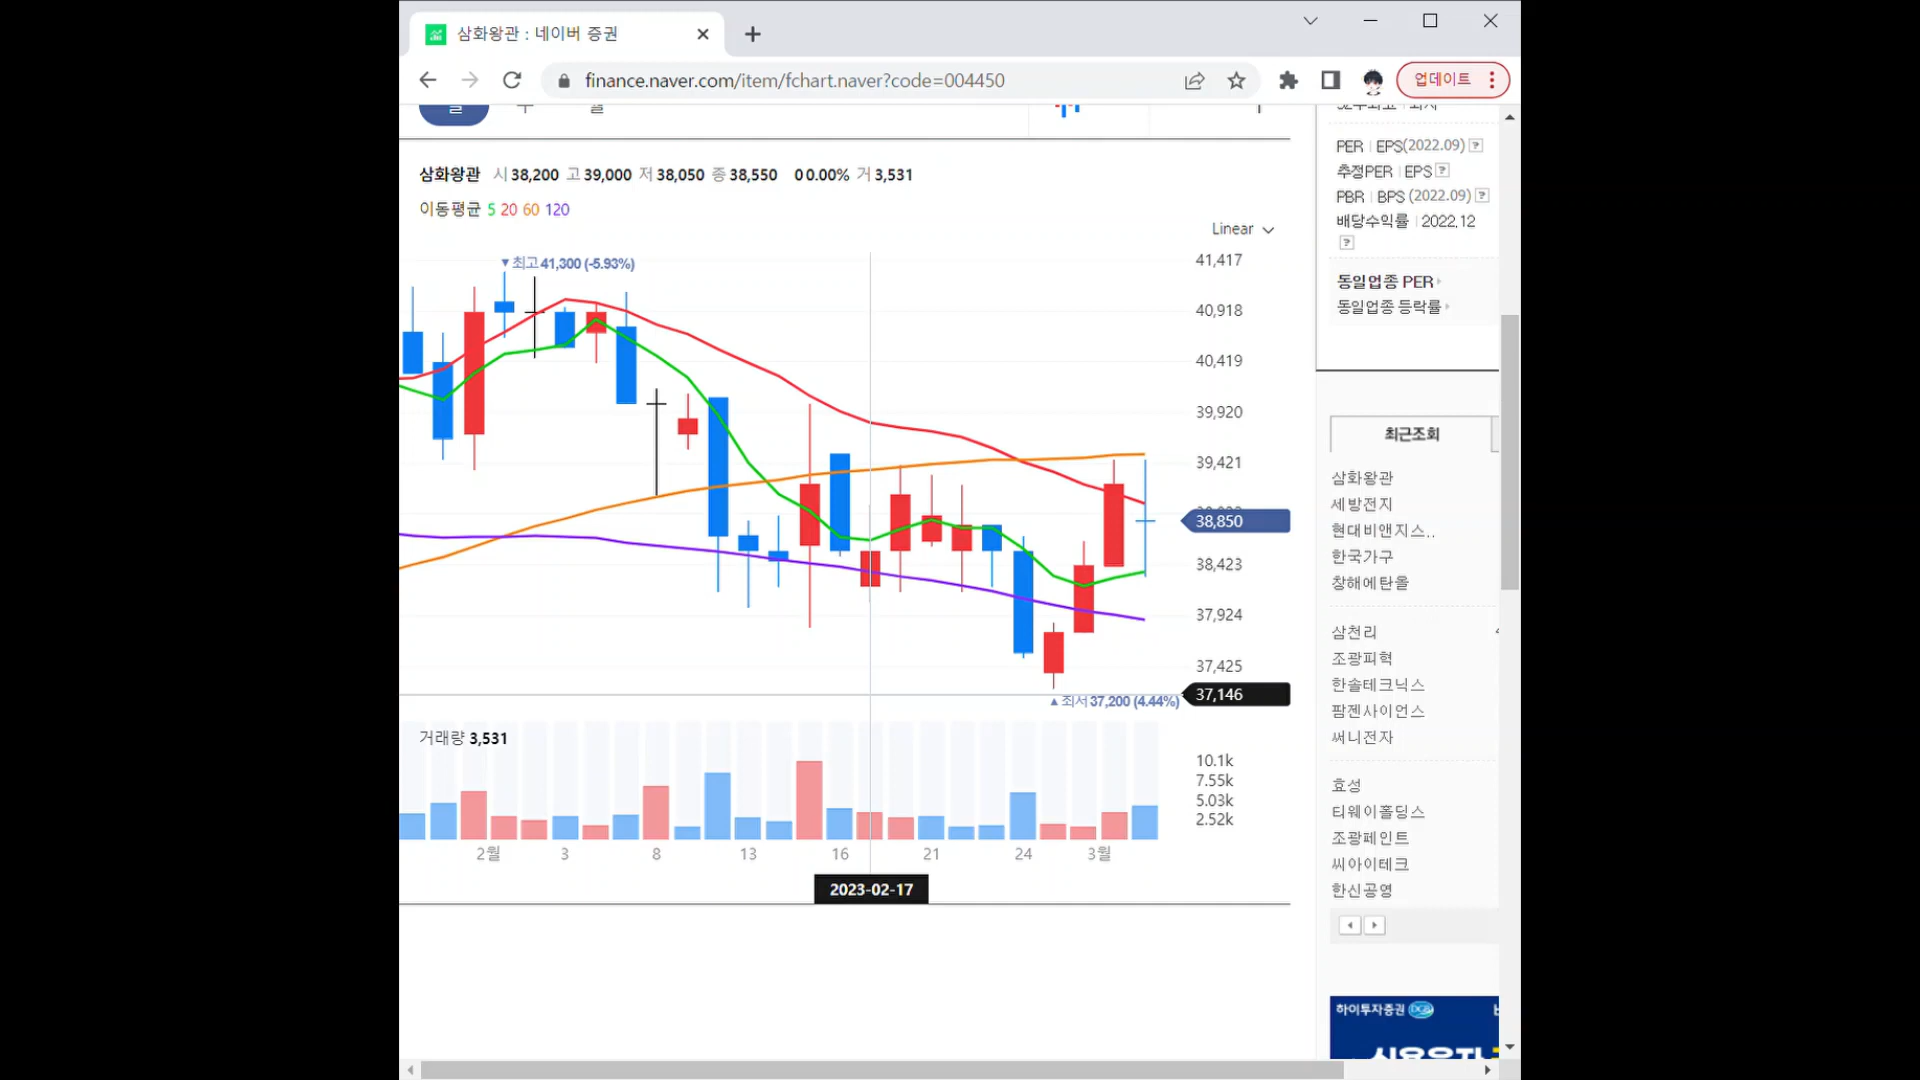 삼화왕관 : 네이버 증권
finance.naver.com/item/fchart.naver?code=004450
업데이트
삼화왕관 시 38,200 고 39,000 저 38,050 종 38,550 0 0.00% 거 3,531
이동평균 5 20 60 120
Linear
▼최고 41,300 (-5.93%)
41,417
40,918
40,419
39,920
39,421
38,850
38,423
37,924
37,425
37,146
▲최저 37,200 (4.44%)
거래량 3,531
10.1k
7.55k
5.03k
2.52k
2월 3 8 13 16 21 24 3월
2023-02-17
PER | EPS(2022.09) ?
추정PER | EPS ?
PBR | BPS (2022.09) ?
배당수익률 | 2022.12
?
동일업종 PER
동일업종 등락률
최근조회
삼화왕관
세방전지
현대비앤지스..
한국가구
창해에탄올
삼천리
조광피혁
한솔테크닉스
팜젠사이언스
써니전자
효성
티웨이홀딩스
조광페인트
씨아이테크
한신공영
하이투자증권 DGB